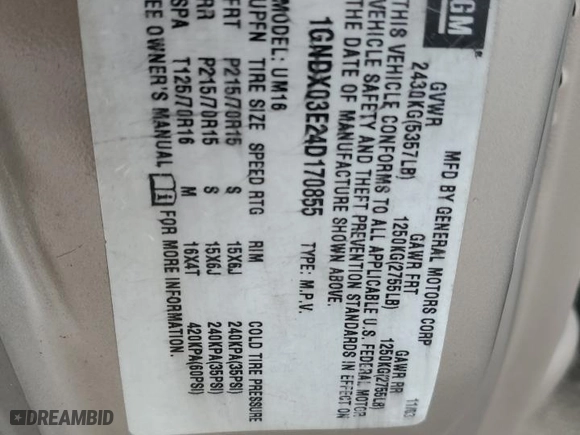 GM
MFD BY GENERAL MOTORS CORP
11/03
GVWR GAWR FRT GAWR RR
2430KG(5357LB) 1250KG(2755LB) 1250KG(2755LB)
THIS VEHICLE CONFORMS TO ALL APPLICABLE U.S. FEDERAL MOTOR
VEHICLE SAFETY AND THEFT PREVENTION STANDARDS IN EFFECT ON
THE DATE OF MANUFACTURE SHOWN ABOVE.
1GNDX03E24D170855 TYPE: M.P.V.
MODEL: UM16
TIRE SIZE SPEED RTG RIM COLD TIRE PRESSURE
FRT P215/70R15 S 15X6J 240KPA(35PSI)
RR P215/70R15 S 15X6J 240KPA(35PSI)
SPA T125/70R16 M 16X4T 420KPA(60PSI)
SEE OWNER'S MANUAL FOR MORE INFORMATION.
DREAMBID